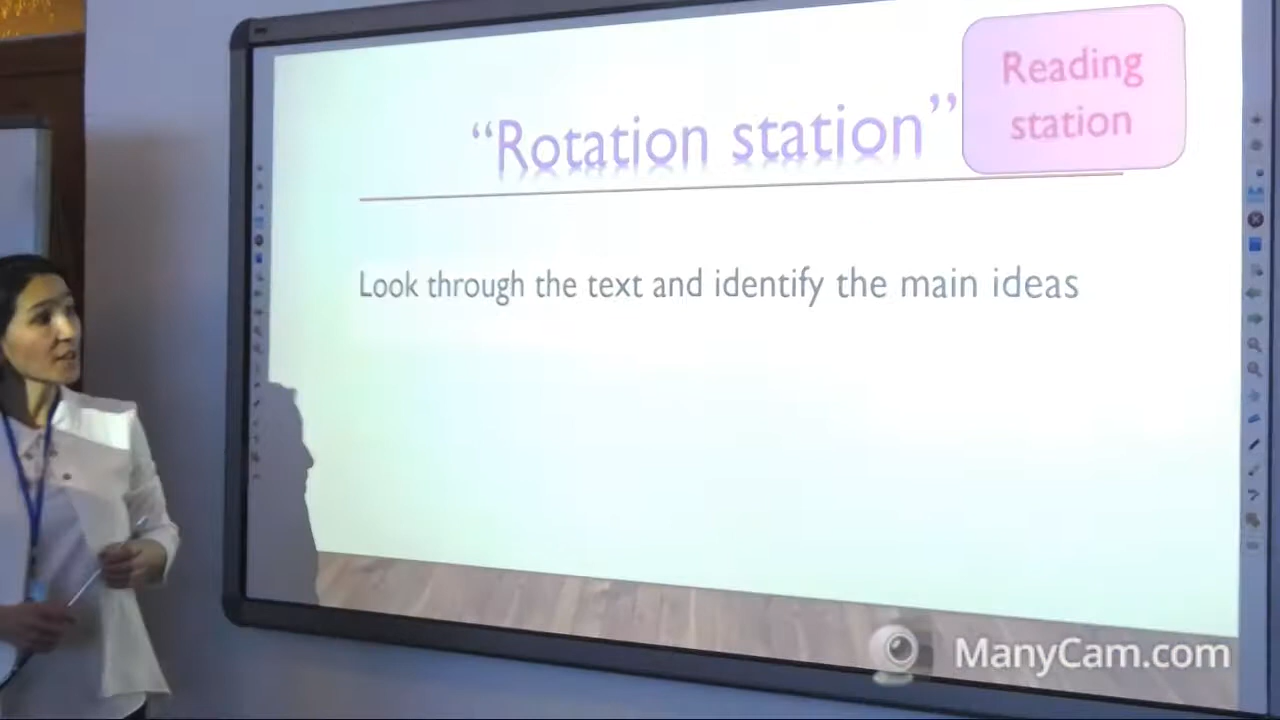 Reading
station
“Rotation station”
Look through the text and identify the main ideas
ManyCam.com